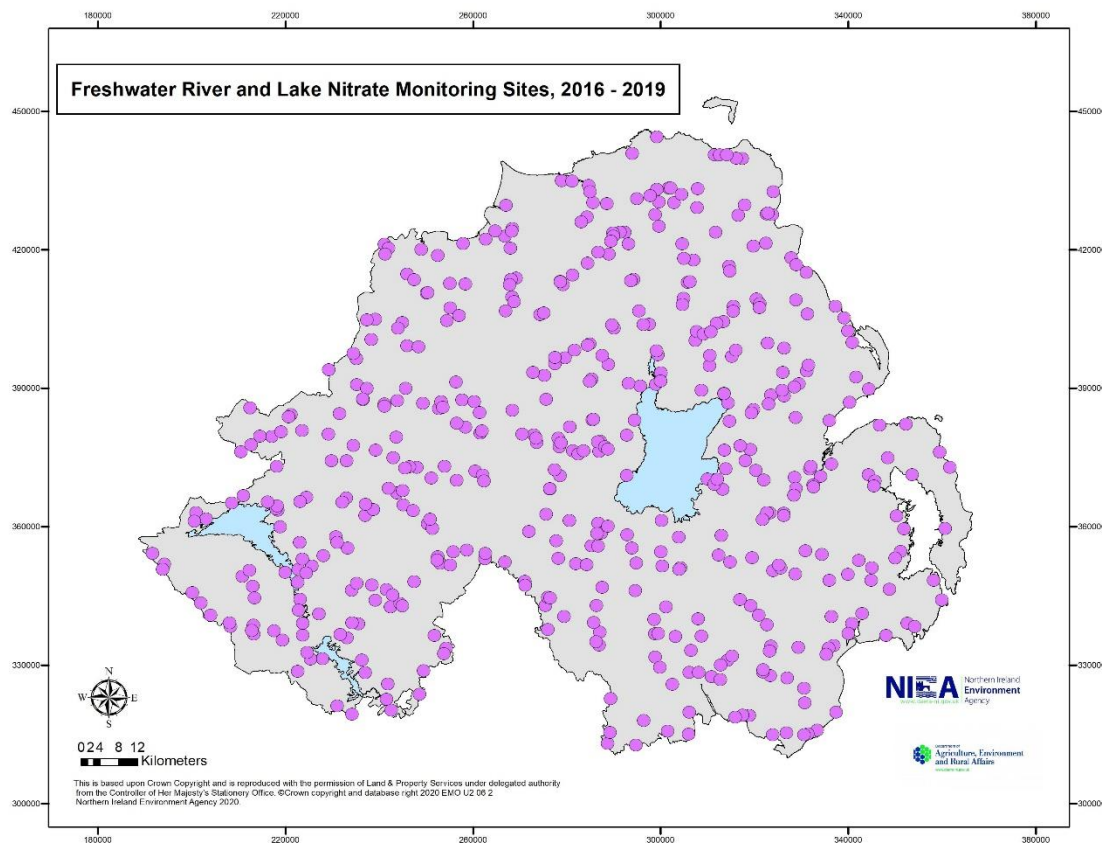 180000 220000 260000 300000 340000 380000
Freshwater River and Lake Nitrate Monitoring Sites, 2016 - 2019
450000 450000
420000 420000
390000 390000
360000 360000
330000 330000
N
W E
S
NIEA Northern Ireland
Environment
Agency
024 8 12
Kilometers
Department of
Agriculture, Environment
and Rural Affairs
This is based upon Crown Copyright and is reproduced with the permission of Land & Property Services under delegated authority
from the Controller of Her Majesty's Stationery Office. ©Crown copyright and database right 2020 EMO U2 06 2
Northern Ireland Environment Agency 2020.
300000 300000
180000 220000 260000 300000 340000 380000